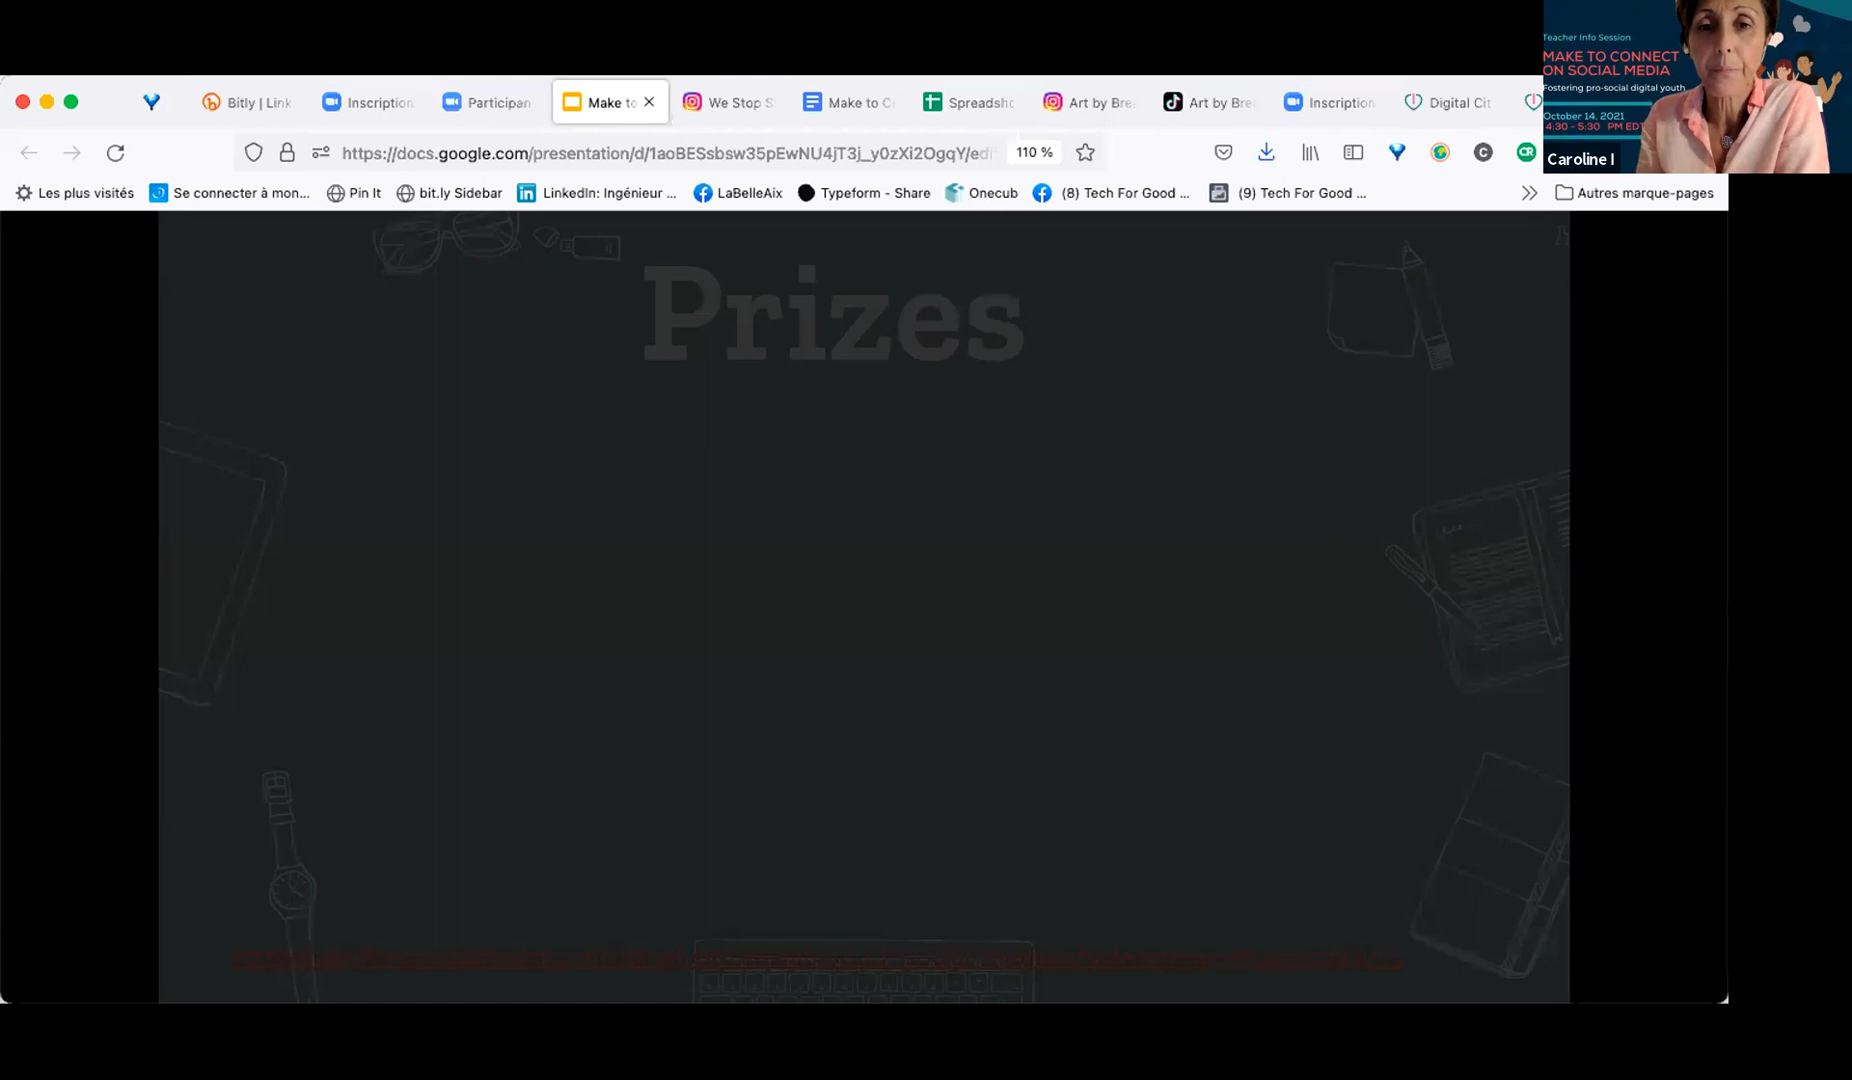 Teacher Info Session
MAKE TO CONNECT
ON SOCIAL MEDIA
Fostering pro-social digital youth
October 14, 2021
4:30 - 5:30 PM EDT
Caroline I
Bitly | Link
Inscription
Participan
Make to
We Stop S
Make to C
Spreadshe
Art by Bre
Art by Bre
Inscription
Digital Cit
https://docs.google.com/presentation/d/1aoBESsbsw35pEwNU4jT3j_y0zXi2OgqY/edi
110 %
Les plus visités
Se connecter à mon...
Pin It
bit.ly Sidebar
LinkedIn: Ingénieur ...
LaBelleAix
Typeform - Share
Onecub
(8) Tech For Good ...
(9) Tech For Good ...
Autres marque-pages
Prizes